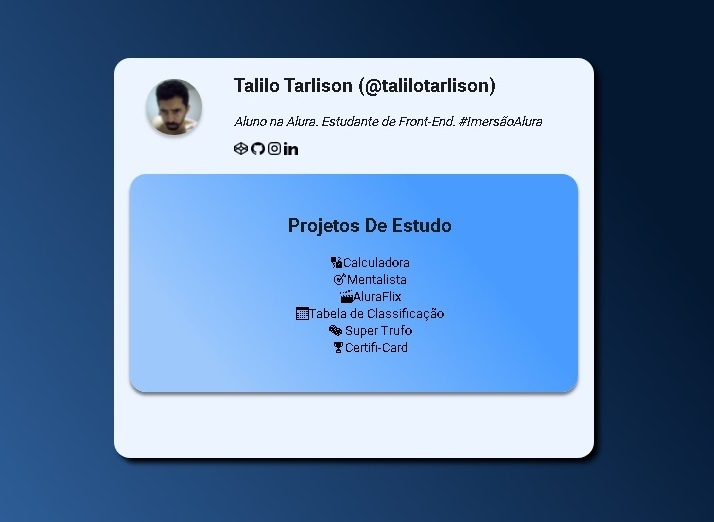 Talilo Tarlison (@talilotarlison)
Aluno na Alura. Estudante de Front-End. #ImersãoAlura
Projetos De Estudo
Calculadora
Mentalista
AluraFlix
Tabela de Classificação
Super Trufo
Certifi-Card